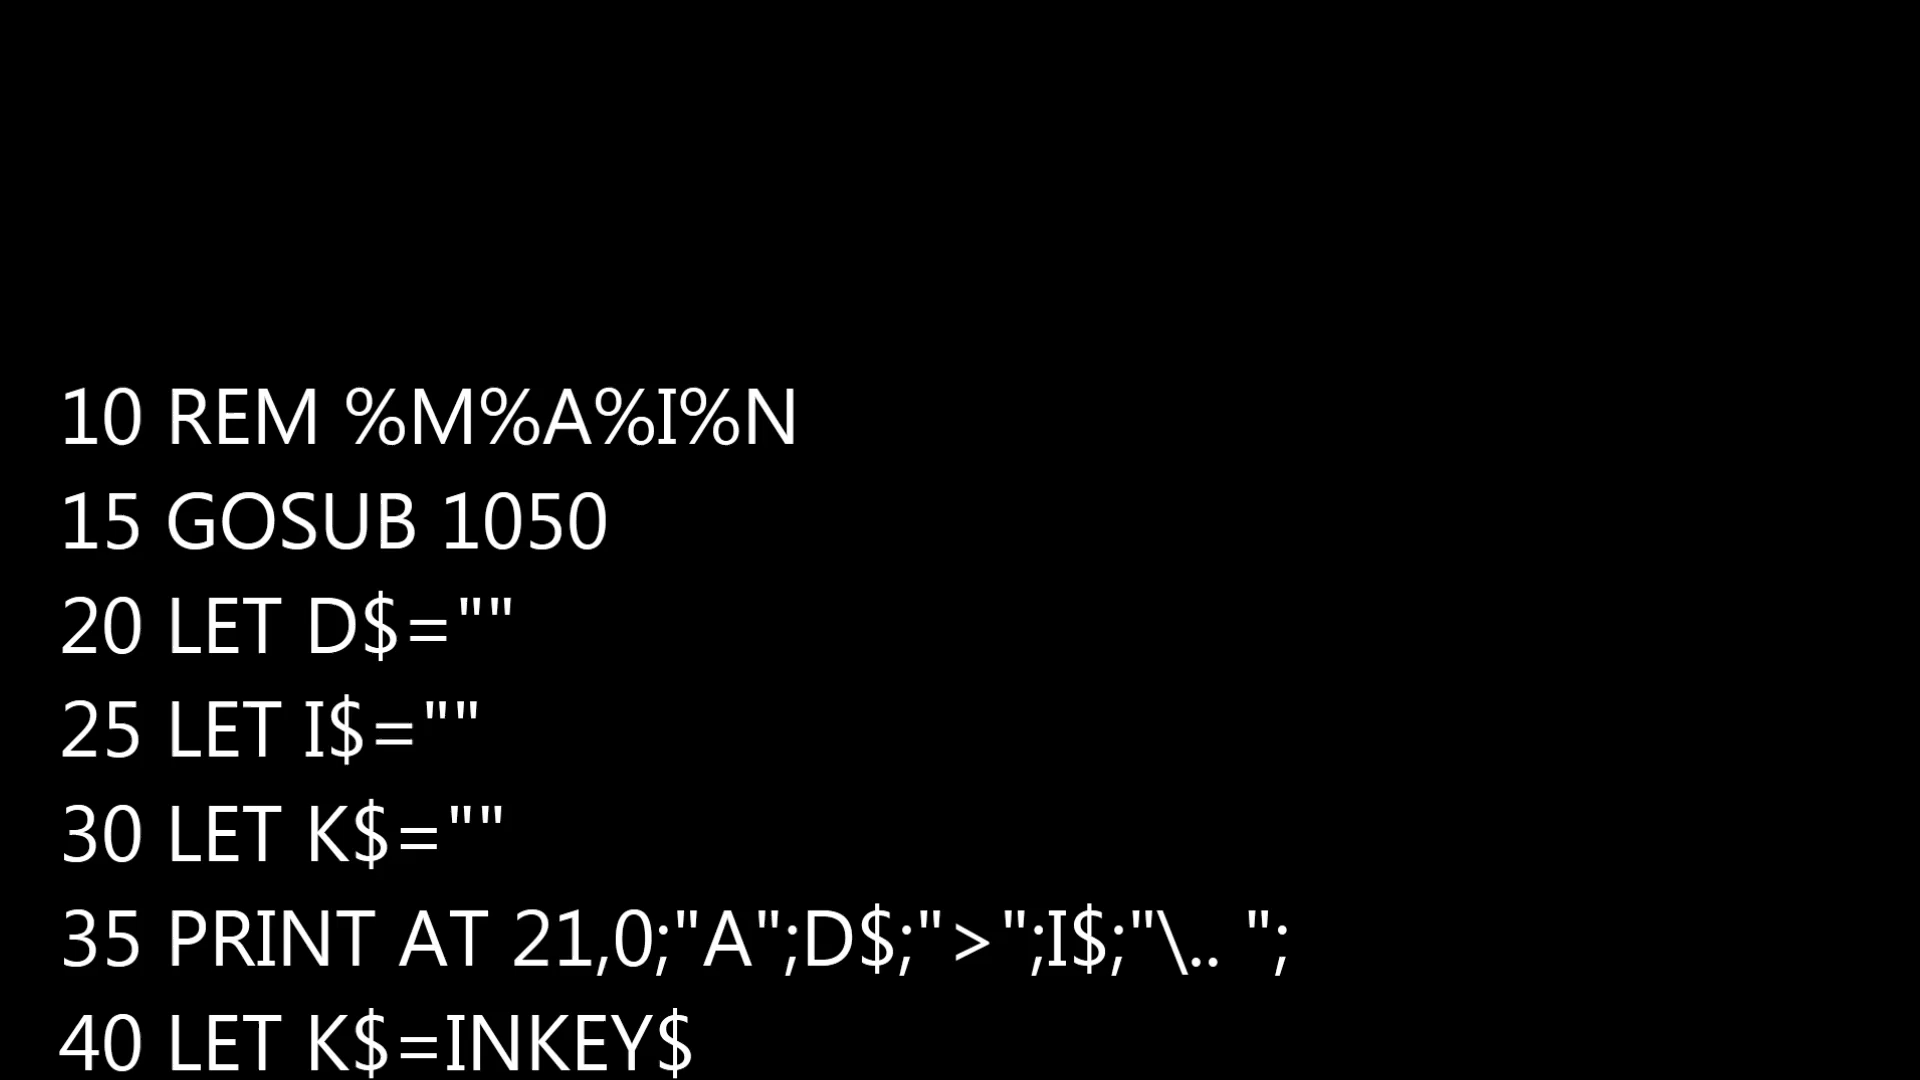 10 REM %M%A%I%N
15 GOSUB 1050
20 LET D$=""
25 LET I$=""
30 LET K$=""
35 PRINT AT 21,0;"A";D$;">";I$;"\.. ";
40 LET K$=INKEY$